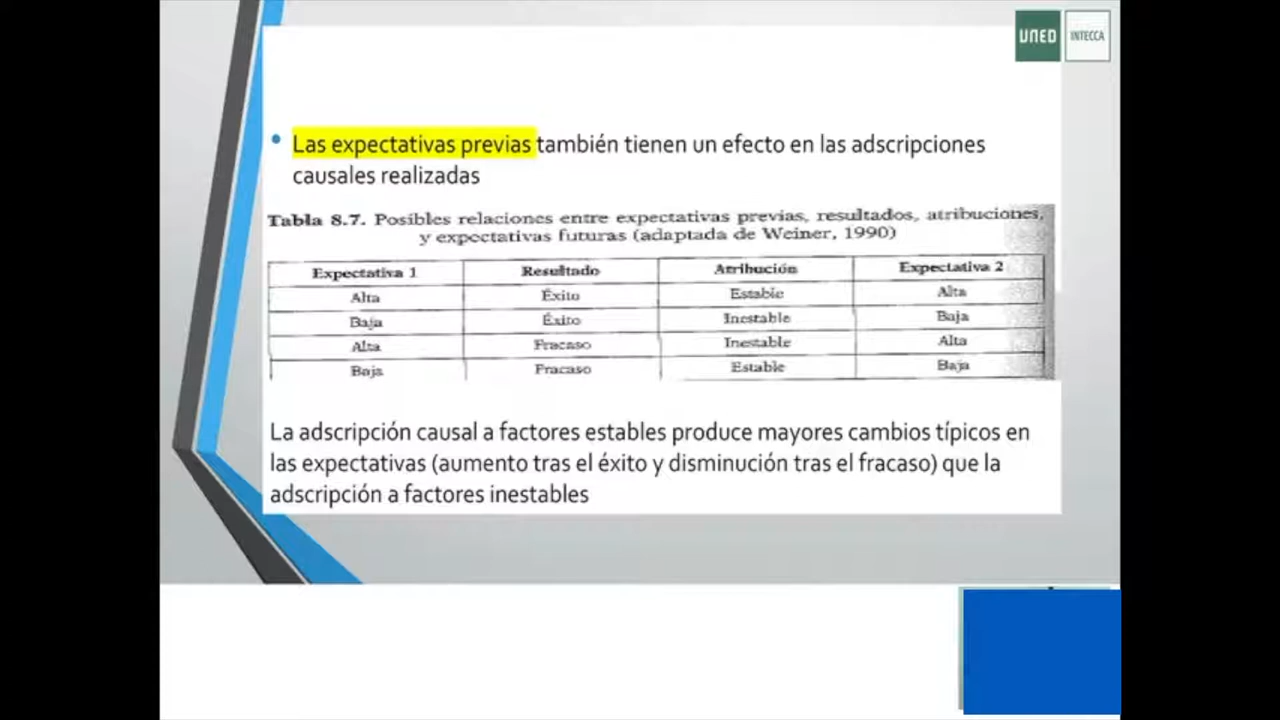 UNED
INTECCA
• Las expectativas previas también tienen un efecto en las adscripciones
causales realizadas
Tabla 8.7. Posibles relaciones entre expectativas previas, resultados, atribuciones,
y expectativas futuras (adaptada de Weiner, 1990)
Expectativa 1 Resultado Atribución Expectativa 2
Alta Éxito Estable Alta
Baja Éxito Inestable Baja
Alta Fracaso Inestable Alta
Baja Fracaso Estable Baja
La adscripción causal a factores estables produce mayores cambios típicos en
las expectativas (aumento tras el éxito y disminución tras el fracaso) que la
adscripción a factores inestables